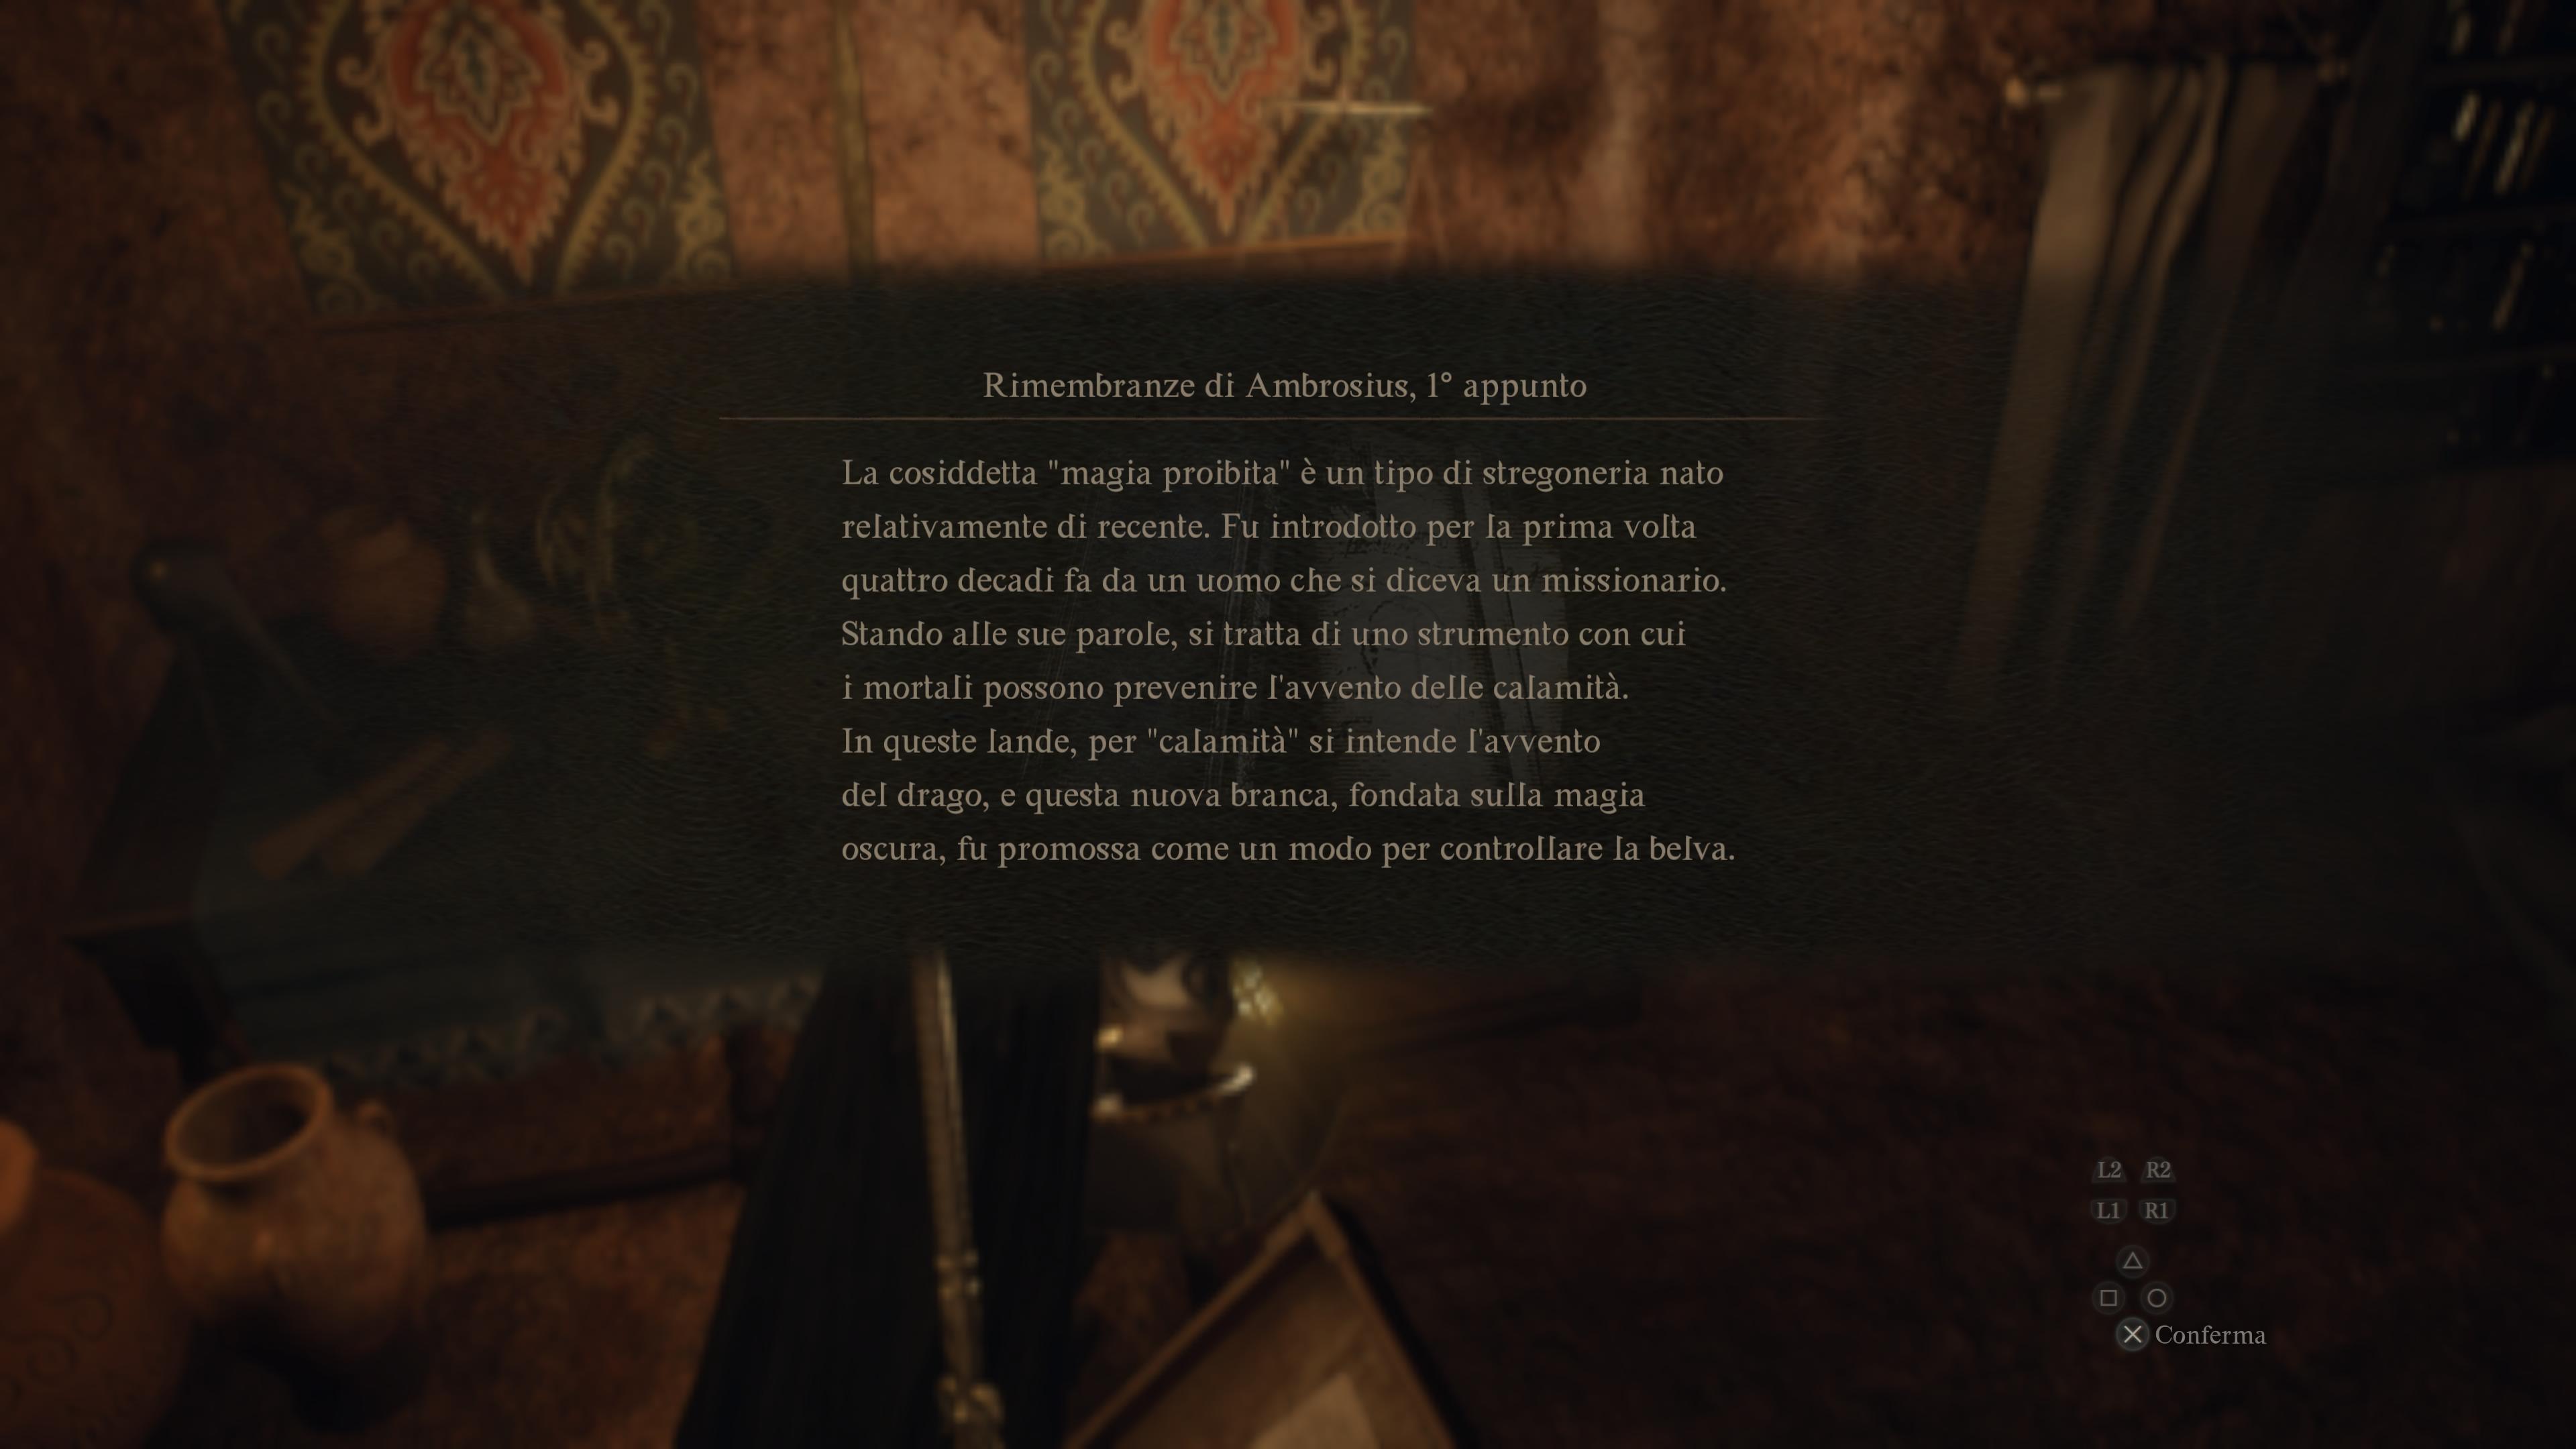 Rimembranze di Ambrosius, 1° appunto
La cosiddetta "magia proibita" è un tipo di stregoneria nato
relativamente di recente. Fu introdotto per la prima volta
quattro decadi fa da un uomo che si diceva un missionario.
Stando alle sue parole, si tratta di uno strumento con cui
i mortali possono prevenire l'avvento delle calamità.
In queste lande, per "calamità" si intende l'avvento
del drago, e questa nuova branca, fondata sulla magia
oscura, fu promossa come un modo per controllare la belva.
L2 R2
L1 R1
Conferma